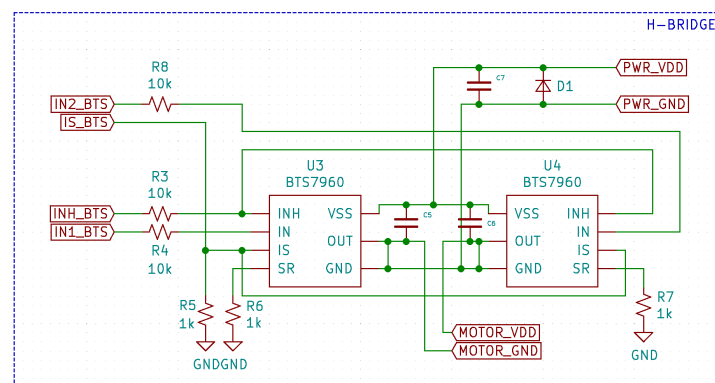 H-BRIDGE
PWR_VDD
C7
D1
PWR_GND
R8
10k
IN2_BTS
IS_BTS
R3
10k
INH_BTS
IN1_BTS
R4
10k
U3
BTS7960
INH VSS
IN
IS OUT
SR GND
C5
C6
U4
BTS7960
VSS INH
IN
OUT IS
GND SR
R5
1k
R6
1k
GND
GND
R7
1k
GND
MOTOR_VDD
MOTOR_GND